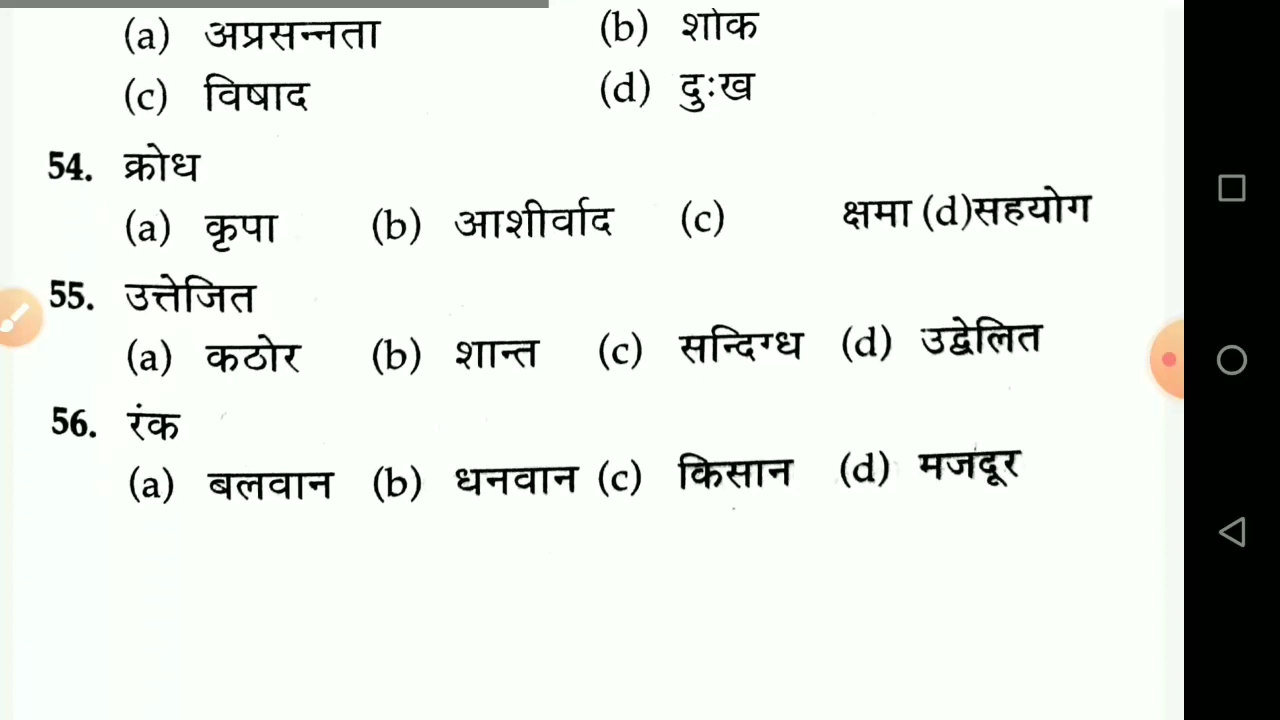 (a) अप्रसन्नता (b) शोक
(c) विषाद (d) दुःख
54. क्रोध
(a) कृपा (b) आशीर्वाद (c) क्षमा (d)सहयोग
55. उत्तेजित
(a) कठोर (b) शान्त (c) सन्दिग्ध (d) उद्वेलित
56. रंक
(a) बलवान (b) धनवान (c) किसान (d) मजदूर